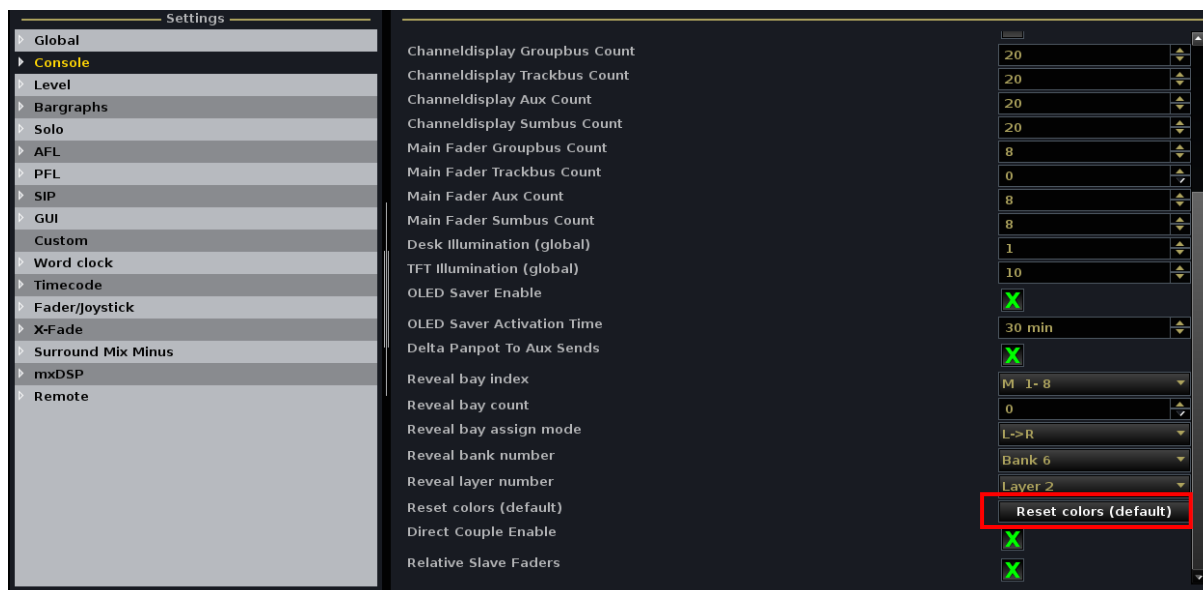 Settings
Global
Console
Level
Bargraphs
Solo
AFL
PFL
SIP
GUI
Custom
Word clock
Timecode
Fader/Joystick
X-Fade
Surround Mix Minus
mxDSP
Remote
Channeldisplay Groupbus Count 20
Channeldisplay Trackbus Count 20
Channeldisplay Aux Count 20
Channeldisplay Sumbus Count 20
Main Fader Groupbus Count 8
Main Fader Trackbus Count 0
Main Fader Aux Count 8
Main Fader Sumbus Count 8
Desk Illumination (global) 1
TFT Illumination (global) 10
OLED Saver Enable X
OLED Saver Activation Time 30 min
Delta Panpot To Aux Sends X
Reveal bay index M 1- 8
Reveal bay count 0
Reveal bay assign mode L->R
Reveal bank number Bank 6
Reveal layer number Layer 2
Reset colors (default) Reset colors (default)
Direct Couple Enable X
Relative Slave Faders X